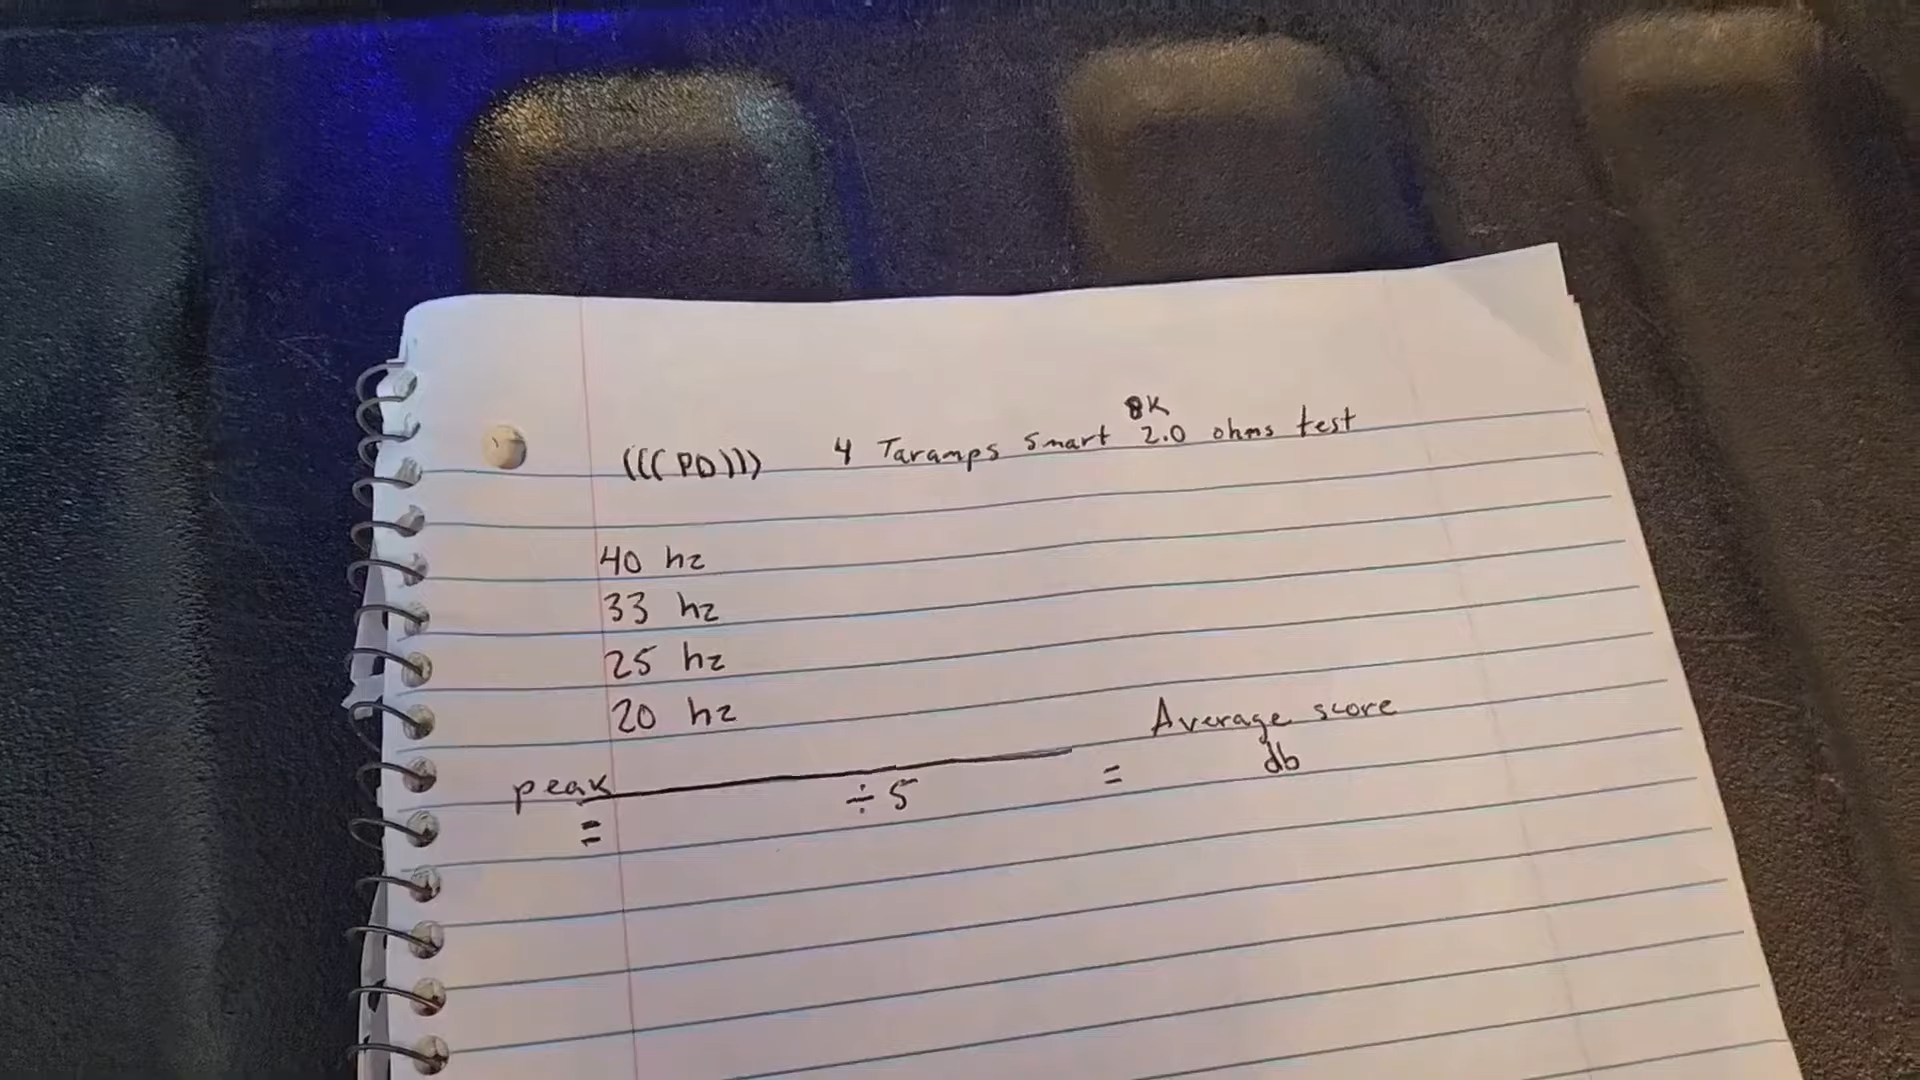 8K
(((PD))) 4 Taramps smart 2.0 ohms test
40 hz
33 hz
25 hz
20 hz
Average score
peak ÷ 5 = db
=